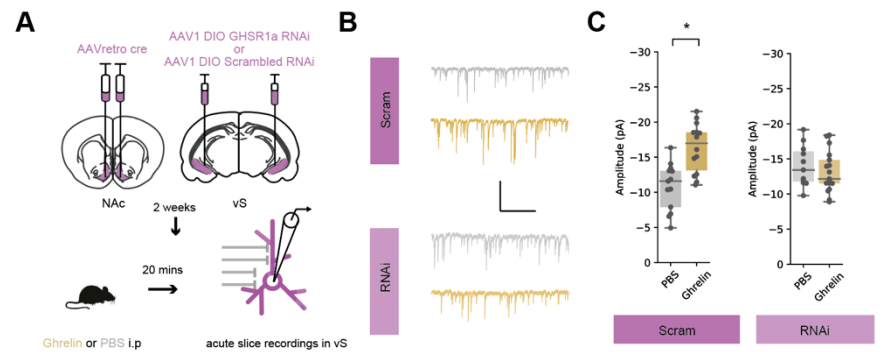 A
AAVretro cre
AAV1 DIO GHSR1a RNAi
or
AAV1 DIO Scrambled RNAi
NAc
vS
2 weeks
20 mins
Ghrelin or PBS i.p
acute slice recordings in vS
B
Scram
RNAi
C
*
Amplitude (pA)
−30
−25
−20
−15
−10
−5
0
PBS
Ghrelin
Scram
Amplitude (pA)
−30
−25
−20
−15
−10
−5
0
PBS
Ghrelin
RNAi